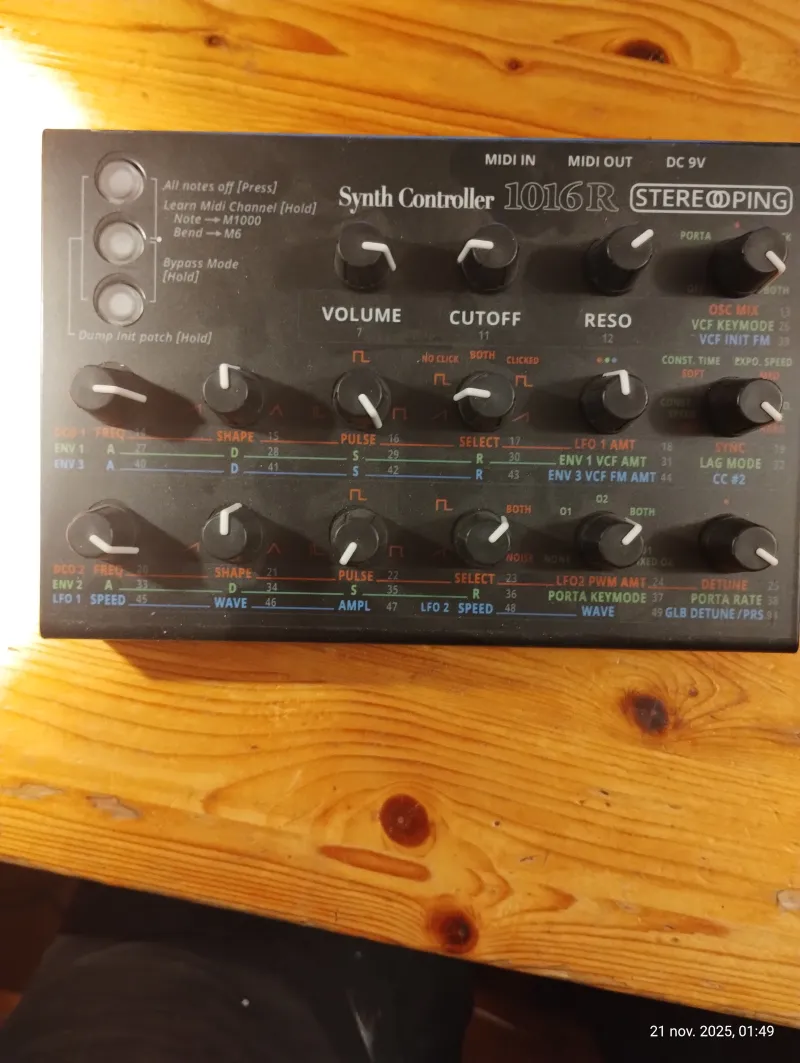 MIDI IN MIDI OUT DC 9V
Synth Controller 1016R STEREOPING
All notes off [Press]
Learn Midi Channel [Hold]
Note → M1000
Bend → M6
Bypass Mode
[Hold]
Dump Init patch [Hold]
VOLUME
7
CUTOFF
11
RESO
12
PORTA
BOTH
OSC MIX 13
VCF KEYMODE 26
VCF INIT FM 39
NO CLICK BOTH CLICKED
CONST. TIME EXPO. SPEED
SOFT MED
DCO 1 FREQ SHAPE 15 PULSE 16 SELECT 17 LFO 1 AMT 18 SYNC
ENV 1 A 27 D 28 S 29 R 30 ENV 1 VCF AMT 31 LAG MODE
ENV 3 A 40 D 41 S 42 R 43 ENV 3 VCF FM AMT 44 CC #2
BOTH
NOISE
O1 O2 BOTH
NONE
DCO 2 FREQ 20 SHAPE 21 PULSE 22 SELECT 23 LFO2 PWM AMT 24 DETUNE 25
ENV 2 A 33 D 34 S 35 R 36 PORTA KEYMODE 37 PORTA RATE 38
LFO 1 SPEED 45 WAVE 46 AMPL 47 LFO 2 SPEED 48 WAVE 49 GLB DETUNE/PRS
21 nov. 2025, 01:49